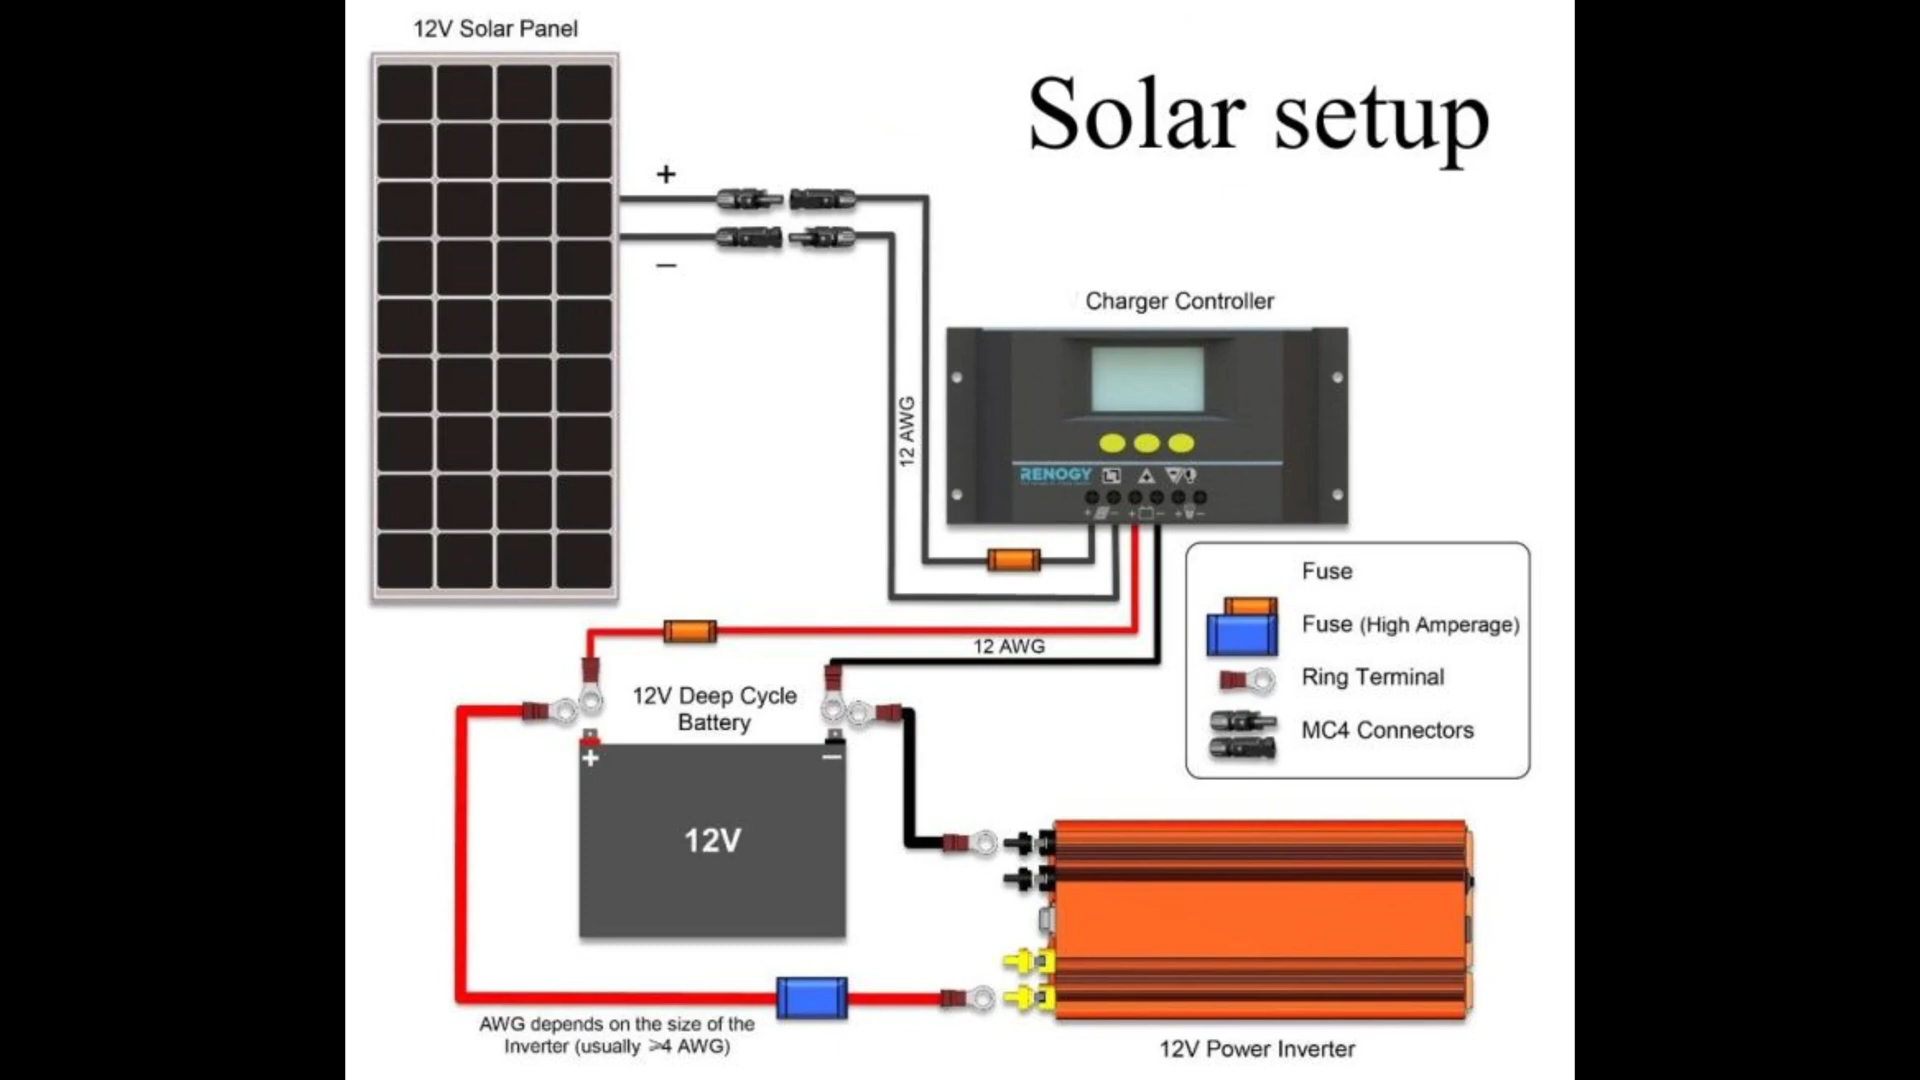 12V Solar Panel
Solar setup
+
–
Charger Controller
12 AWG
RENOGY
+ – + – + –
Fuse
Fuse (High Amperage)
Ring Terminal
MC4 Connectors
12 AWG
12V Deep Cycle
Battery
+ –
12V
AWG depends on the size of the
Inverter (usually ⩾4 AWG)
12V Power Inverter